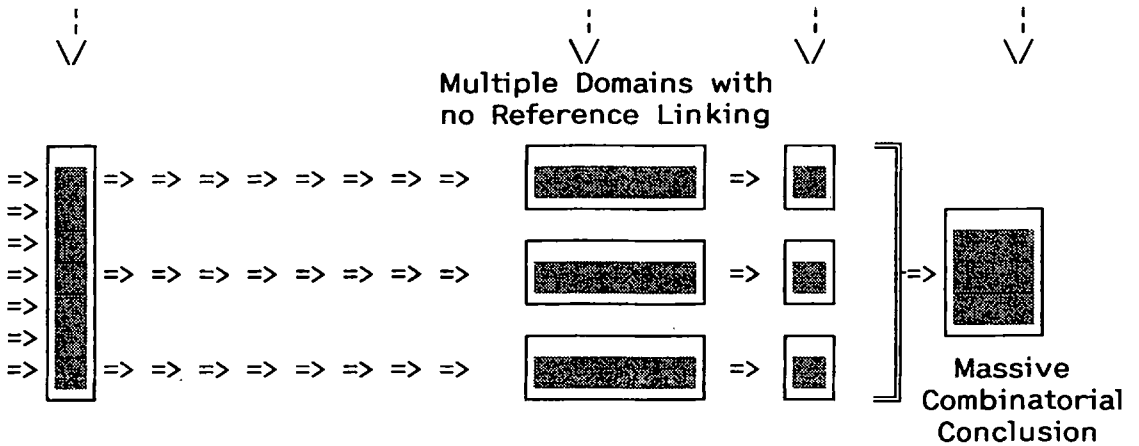 Multiple Domains with
no Reference Linking
Massive
Combinatorial
Conclusion